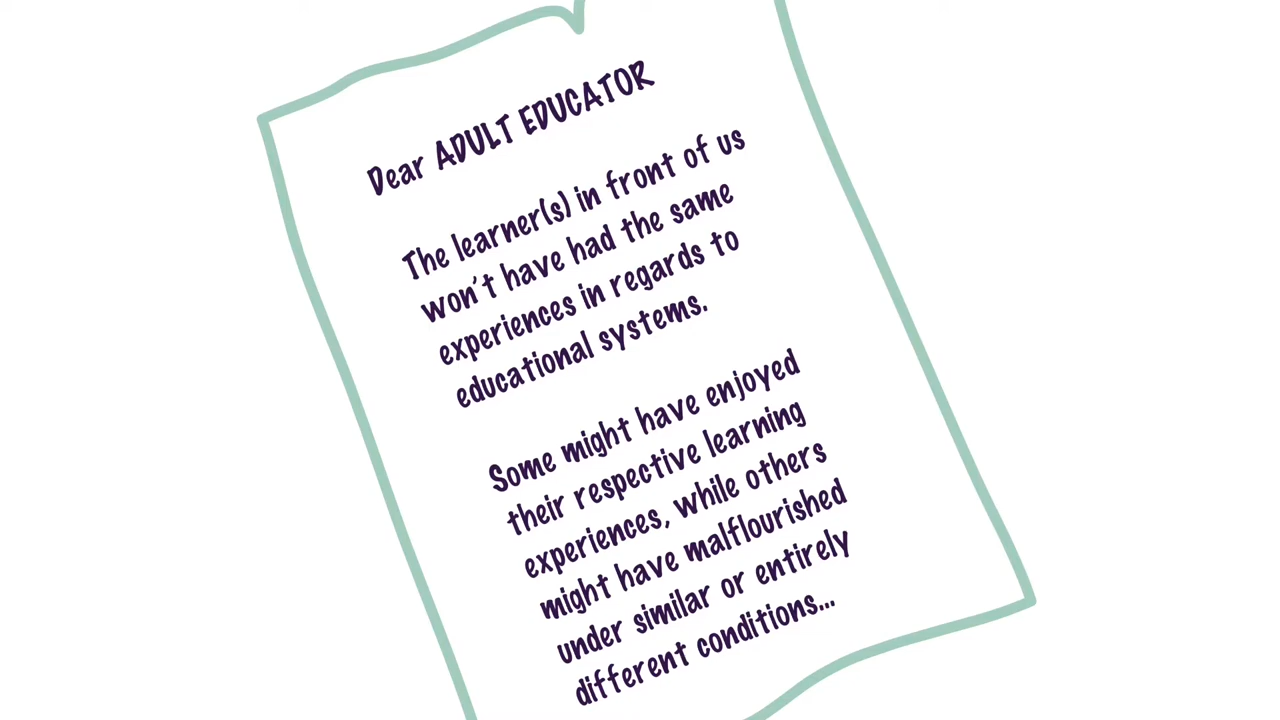 Dear ADULT EDUCATOR
The learner(s) in front of us
won't have had the same
experiences in regards to
educational systems.
Some might have enjoyed
their respective learning
experiences, while others
might have malflourished
under similar or entirely
different conditions...